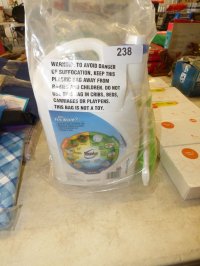 238
WARNING: TO AVOID DANGER
OF SUFFOCATION, KEEP THIS
PLASTIC BAG AWAY FROM
BABIES AND CHILDREN. DO NOT
USE THIS BAG IN CRIBS, BEDS,
CARRIAGES OR PLAYPENS.
THIS BAG IS NOT A TOY.